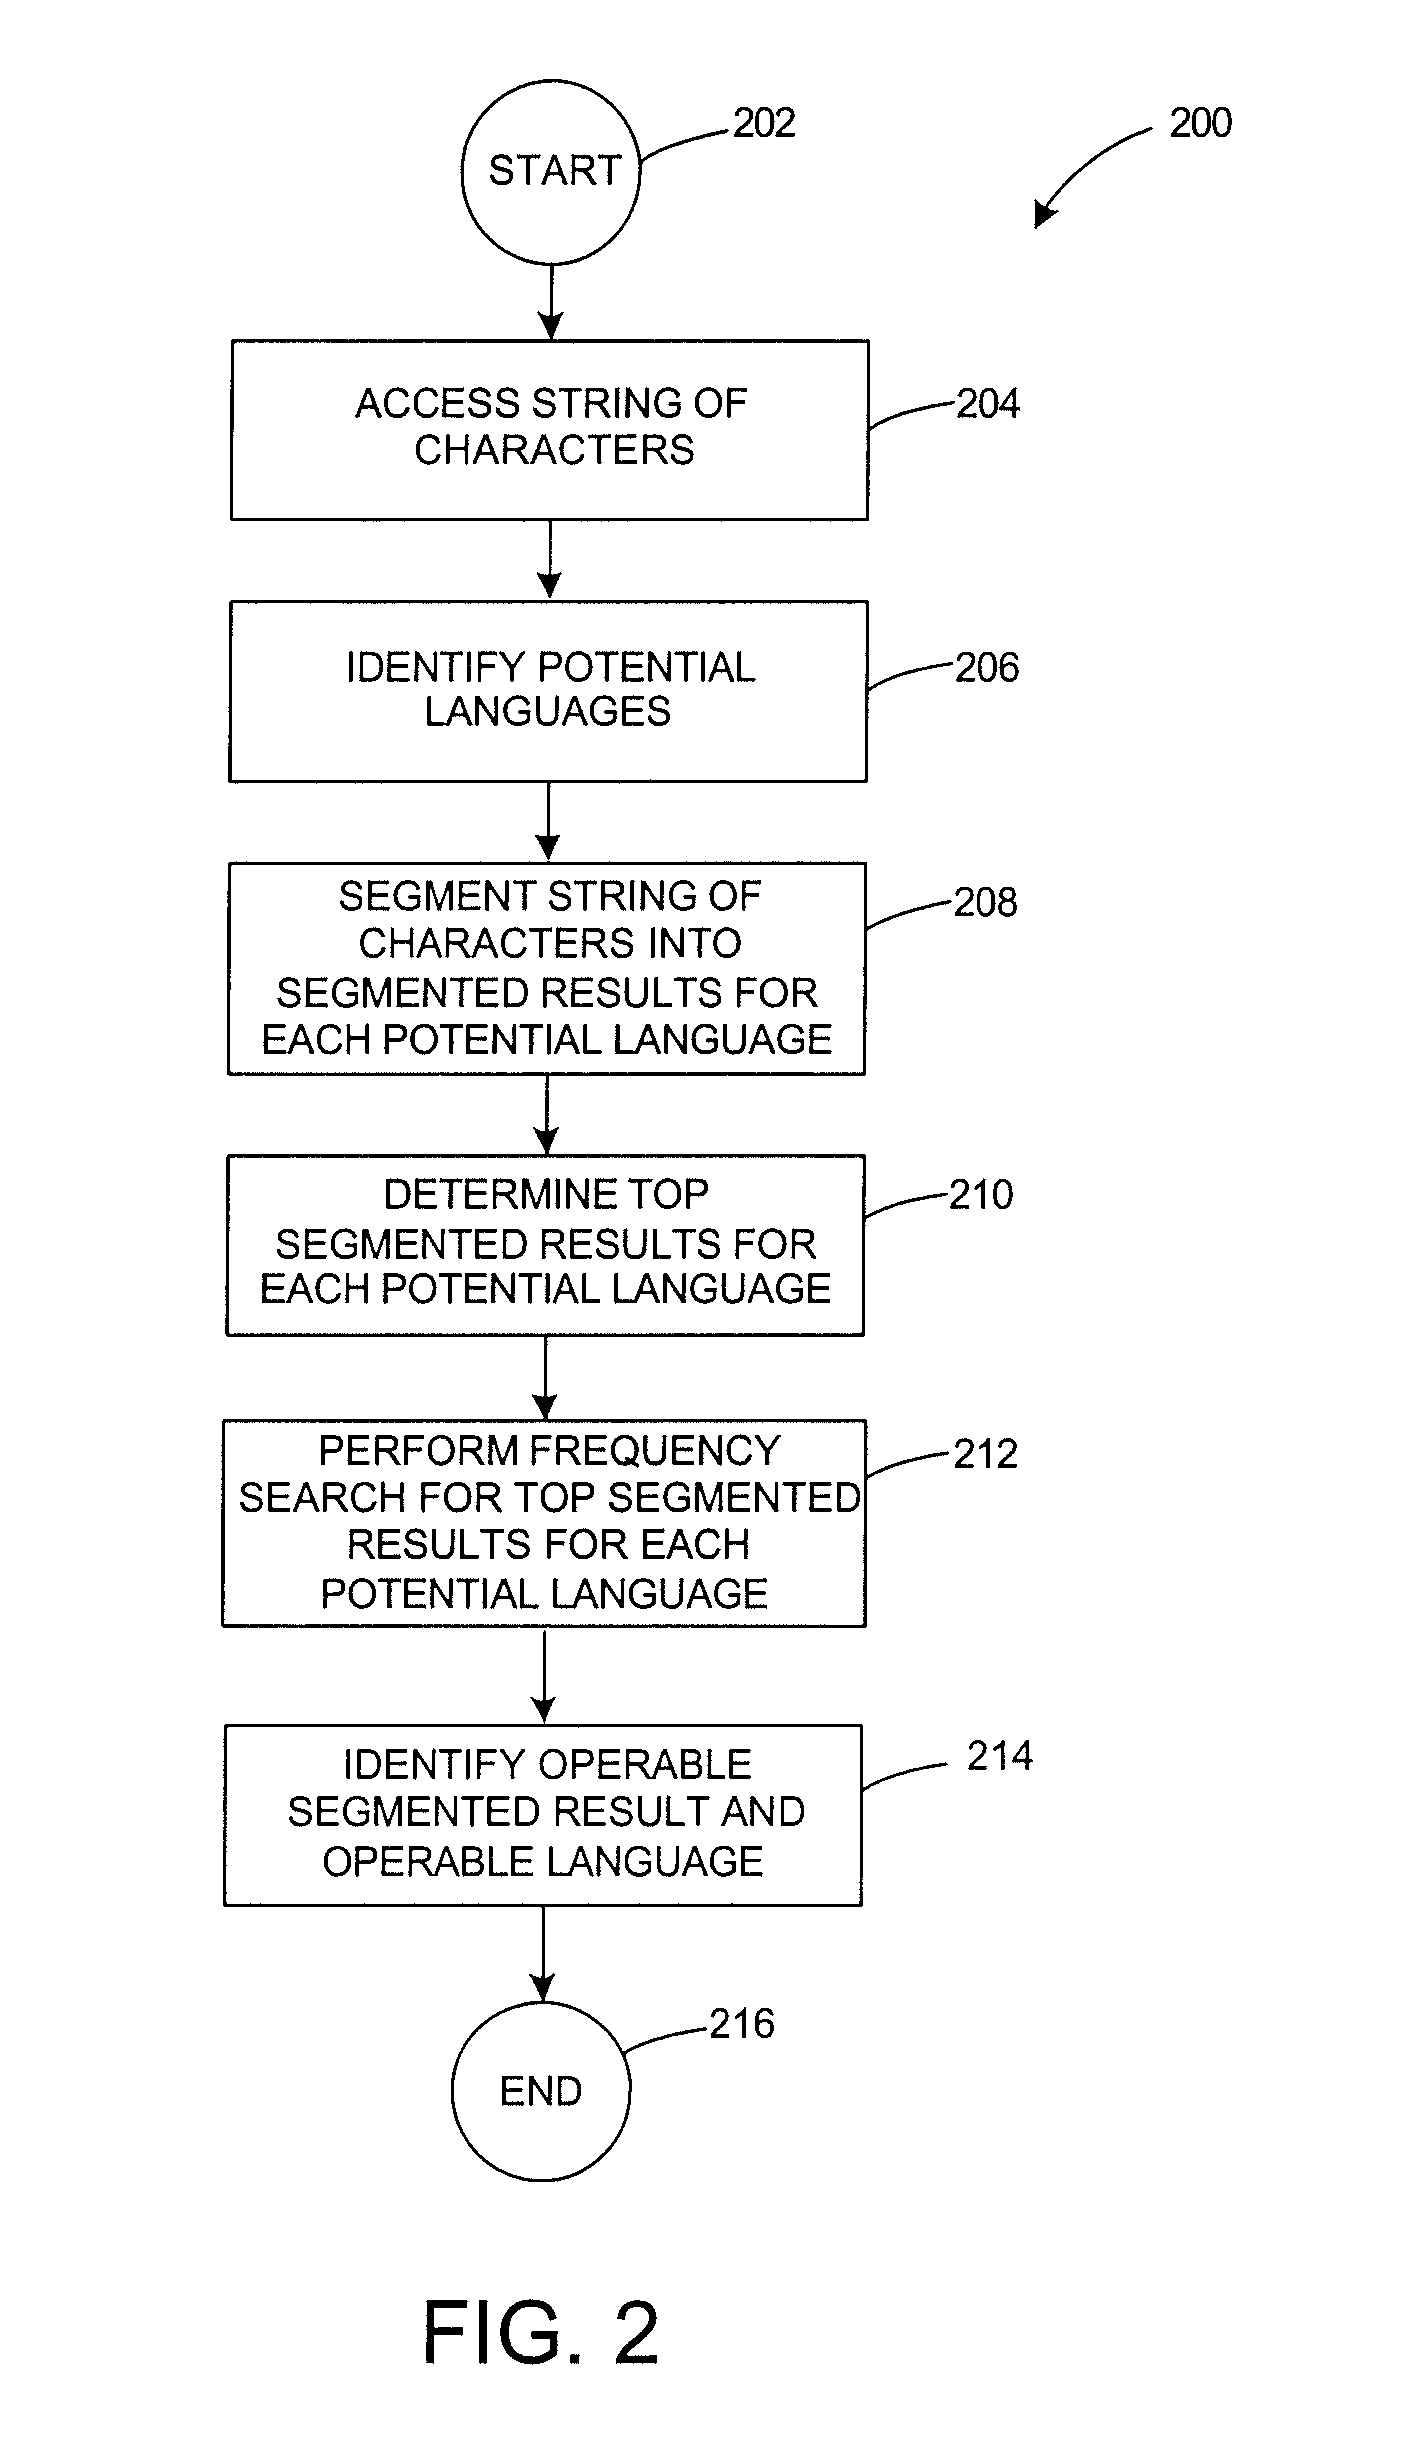 START
202
200
ACCESS STRING OF
CHARACTERS
204
IDENTIFY POTENTIAL
LANGUAGES
206
SEGMENT STRING OF
CHARACTERS INTO
SEGMENTED RESULTS FOR
EACH POTENTIAL LANGUAGE
208
DETERMINE TOP
SEGMENTED RESULTS FOR
EACH POTENTIAL LANGUAGE
210
PERFORM FREQUENCY
SEARCH FOR TOP SEGMENTED
RESULTS FOR EACH
POTENTIAL LANGUAGE
212
IDENTIFY OPERABLE
SEGMENTED RESULT AND
OPERABLE LANGUAGE
214
END
216
FIG. 2